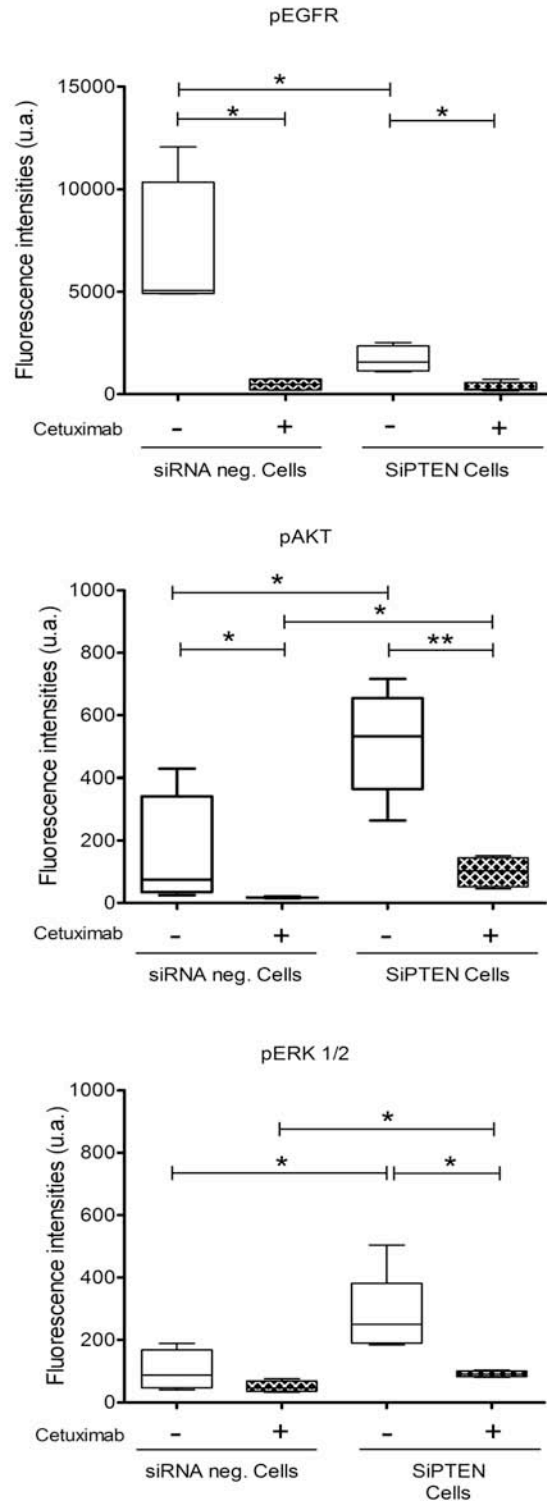 pEGFR
Fluorescence intensities (u.a.)
15000
10000
5000
0
*
*
*
Cetuximab - + - +
siRNA neg. Cells SiPTEN Cells
pAKT
Fluorescence intensities (u.a.)
1000
800
600
400
200
0
*
*
*
**
Cetuximab - + - +
siRNA neg. Cells SiPTEN Cells
pERK 1/2
Fluorescence intensities (u.a.)
1000
800
600
400
200
0
*
*
*
Cetuximab - + - +
siRNA neg. Cells SiPTEN
Cells